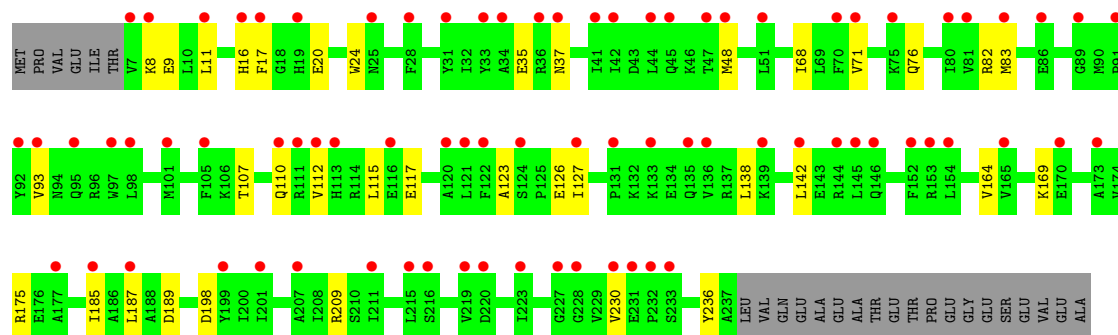 MET PRO VAL GLU ILE THR V7 K8 E9 L10 L11 H16 F17 G18 H19 E20 W24 N25 F28 Y31 I32 Y33 A34 E35 R36 N37 I41 I42 D43 L44 Q45 K46 T47 M48 L51 I68 L69 F70 V71 K75 Q76 I80 V81 R82 M83 E86 G89 M90 P91
Y92 V93 N94 Q95 R96 W97 L98 M101 F105 K106 T107 Q110 R111 V112 H113 R114 L115 E116 E117 A120 L121 F122 A123 S124 P125 E126 I127 P131 K132 K133 E134 Q135 V136 R137 L138 K139 L142 E143 R144 L145 Q146 F152 R153 L154 V164 V165 K169 E170 A173 V174
R175 E176 A177 I185 A186 L187 A188 D189 D198 Y199 I200 I201 A207 I208 R209 S210 I211 L215 S216 V219 D220 I223 G227 G228 V229 V230 E231 P232 S233 Y236 A237 LEU VAL GLN GLU ALA GLU ALA THR GLU THR PRO GLU GLY GLU SER GLU VAL GLU ALA